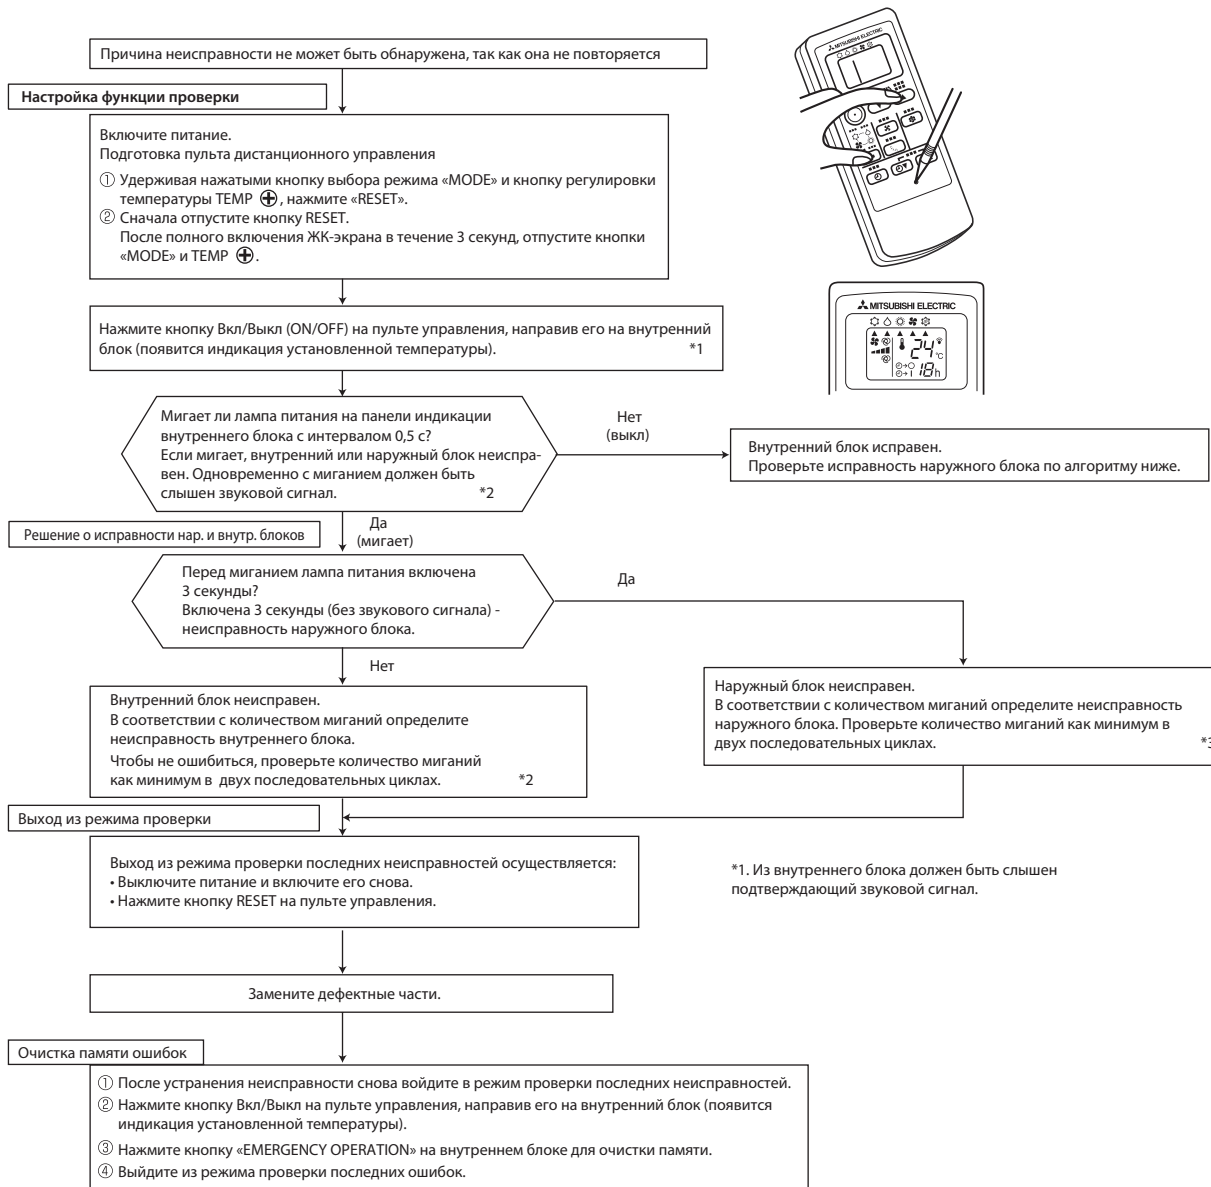 Причина неисправности не может быть обнаружена, так как она не повторяется
Настройка функции проверки
Включите питание.
Подготовка пульта дистанционного управления
① Удерживая нажатыми кнопку выбора режима «MODE» и кнопку регулировки
температуры TEMP ⊕, нажмите «RESET».
② Сначала отпустите кнопку RESET.
После полного включения ЖК-экрана в течение 3 секунд, отпустите кнопки
«MODE» и TEMP ⊕.
MITSUBISHI ELECTRIC
Нажмите кнопку Вкл/Выкл (ON/OFF) на пульте управления, направив его на внутренний
блок (появится индикация установленной температуры). *1
MITSUBISHI ELECTRIC
24 °C
18 h
Мигает ли лампа питания на панели индикации
внутреннего блока с интервалом 0,5 с?
Если мигает, внутренний или наружный блок неиспра-
вен. Одновременно с миганием должен быть
слышен звуковой сигнал. *2
Нет
(выкл)
Внутренний блок исправен.
Проверьте исправность наружного блока по алгоритму ниже.
Да
(мигает)
Решение о исправности нар. и внутр. блоков
Перед миганием лампа питания включена
3 секунды?
Включена 3 секунды (без звукового сигнала) -
неисправность наружного блока.
Да
Нет
Внутренний блок неисправен.
В соответствии с количеством миганий определите
неисправность внутреннего блока.
Чтобы не ошибиться, проверьте количество миганий
как минимум в двух последовательных циклах. *2
Наружный блок неисправен.
В соответствии с количеством миганий определите неисправность
наружного блока. Проверьте количество миганий как минимум в
двух последовательных циклах. *3
Выход из режима проверки
Выход из режима проверки последних неисправностей осуществляется:
• Выключите питание и включите его снова.
• Нажмите кнопку RESET на пульте управления.
*1. Из внутреннего блока должен быть слышен
подтверждающий звуковой сигнал.
Замените дефектные части.
Очистка памяти ошибок
① После устранения неисправности снова войдите в режим проверки последних неисправностей.
② Нажмите кнопку Вкл/Выкл на пульте управления, направив его на внутренний блок (появится
индикация установленной температуры).
③ Нажмите кнопку «EMERGENCY OPERATION» на внутреннем блоке для очистки памяти.
④ Выйдите из режима проверки последних ошибок.